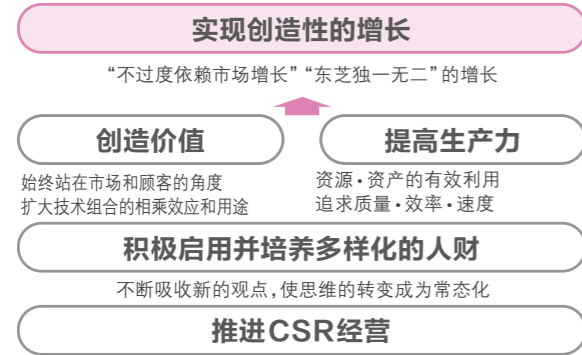 实现创造性的增长
“不过度依赖市场增长”“东芝独一无二”的增长
创造价值
提高生产力
始终站在市场和顾客的角度
扩大技术组合的相乘效应和用途
资源·资产的有效利用
追求质量·效率·速度
积极启用并培养多样化的人财
不断吸收新的观点，使思维的转变成为常态化
推进CSR经营